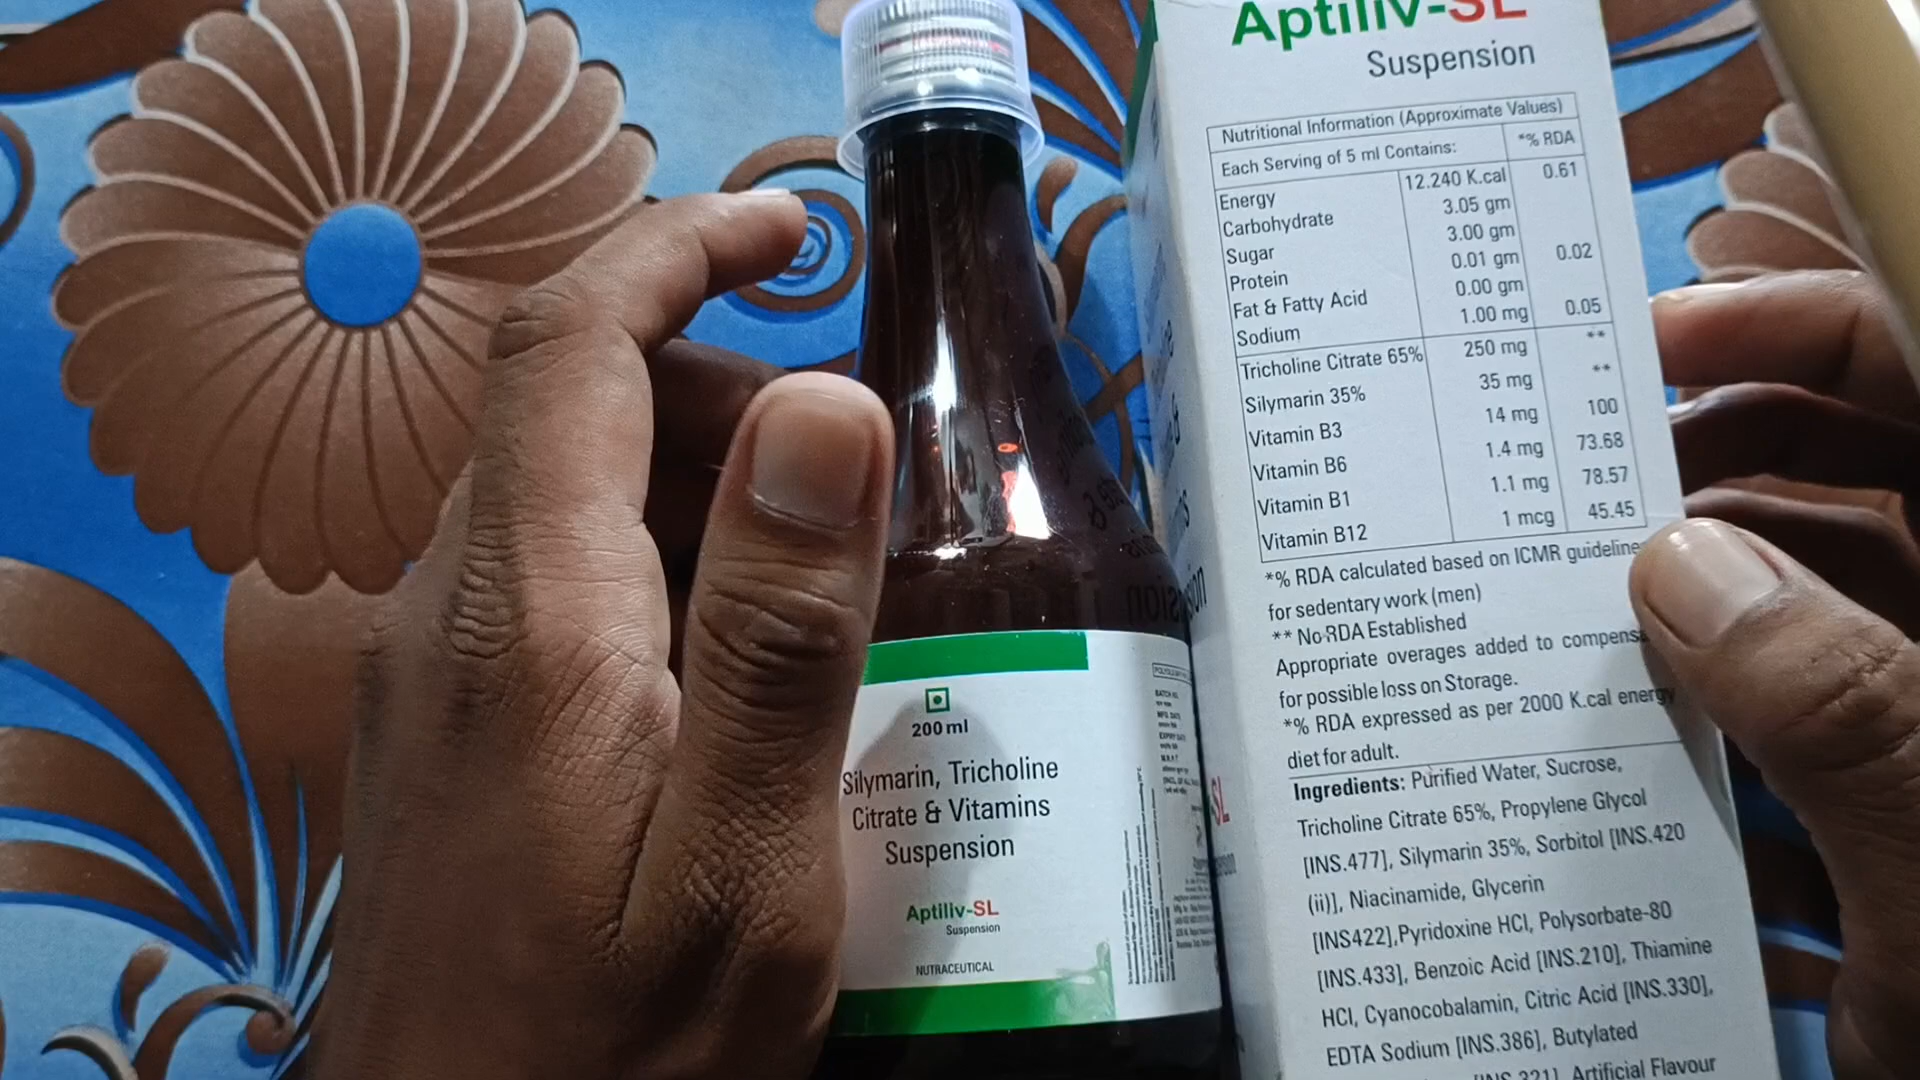 200 ml
Silymarin, Tricholine
Citrate & Vitamins
Suspension
Aptiliv-SL
Suspension
NUTRACEUTICAL
Aptiliv-SL
Suspension
Nutritional Information (Approximate Values)
Each Serving of 5 ml Contains: *% RDA
Energy 12.240 K.cal 0.61
Carbohydrate 3.05 gm
Sugar 3.00 gm
Protein 0.01 gm 0.02
Fat & Fatty Acid 0.00 gm
Sodium 1.00 mg 0.05
Tricholine Citrate 65% 250 mg **
Silymarin 35% 35 mg **
Vitamin B3 14 mg 100
Vitamin B6 1.4 mg 73.68
Vitamin B1 1.1 mg 78.57
Vitamin B12 1 mcg 45.45
*% RDA calculated based on ICMR guideline
for sedentary work (men)
** No RDA Established
Appropriate overages added to
for possible loss on Storage.
*% RDA expressed as per 2000 K.cal energy
diet for adult.
Ingredients: Purified Water, Sucrose,
Tricholine Citrate 65%, Propylene Glycol
[INS.477], Silymarin 35%, Sorbitol [INS.420
(ii)], Niacinamide, Glycerin
[INS422],Pyridoxine HCl, Polysorbate-80
[INS.433], Benzoic Acid [INS.210], Thiamine
HCl, Cyanocobalamin, Citric Acid [INS.330],
EDTA Sodium [INS.386], Butylated
[INS.321], Artificial Flavour